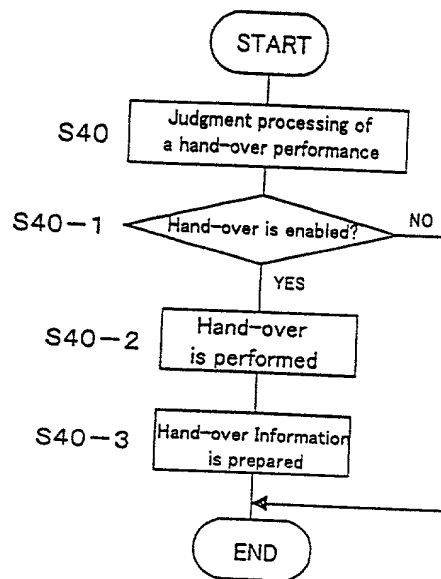 START
S40
Judgment processing of
a hand-over performance
S40-1
Hand-over is enabled?
NO
YES
S40-2
Hand-over
is performed
S40-3
Hand-over Information
is prepared
END